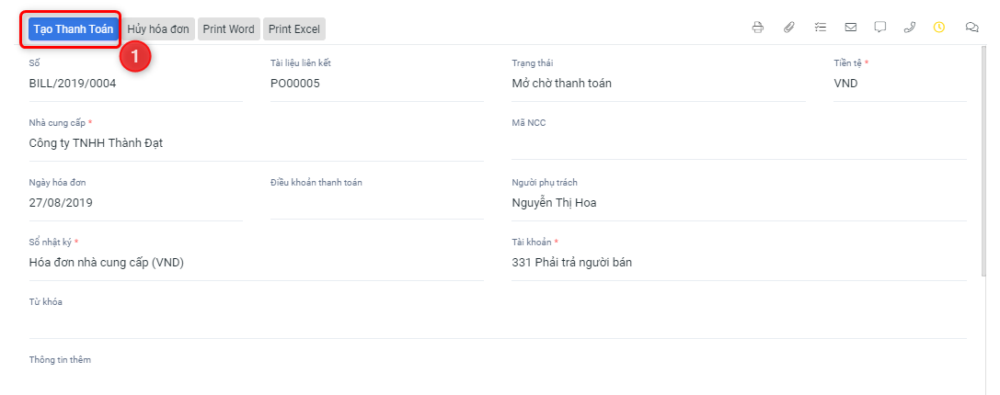 Tạo Thanh Toán Hủy hóa đơn Print Word Print Excel
1
Số Tài liệu liên kết Trạng thái Tiền tệ *
BILL/2019/0004 PO00005 Mở chờ thanh toán VND
Nhà cung cấp * Mã NCC
Công ty TNHH Thành Đạt
Ngày hóa đơn Điều khoản thanh toán Người phụ trách
27/08/2019 Nguyễn Thị Hoa
Sổ nhật ký * Tài khoản *
Hóa đơn nhà cung cấp (VND) 331 Phải trả người bán
Từ khóa
Thông tin thêm